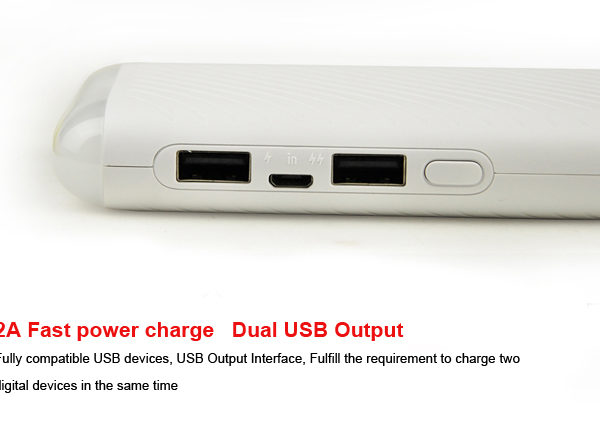 in
2A Fast power charge Dual USB Output
Fully compatible USB devices, USB Output Interface, Fulfill the requirement to charge two
digital devices in the same time